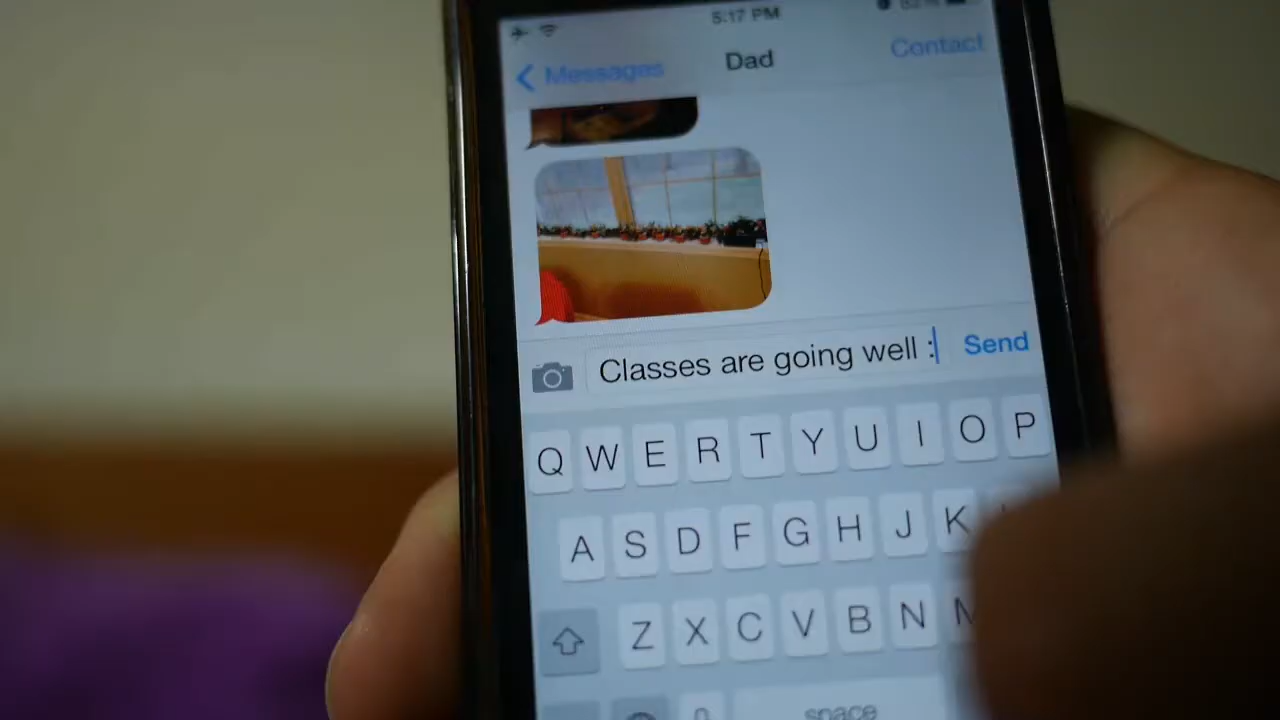 5:17 PM
Messages Dad Contact
Classes are going well : Send
Q W E R T Y U I O P
A S D F G H J K
Z X C V B N M
space